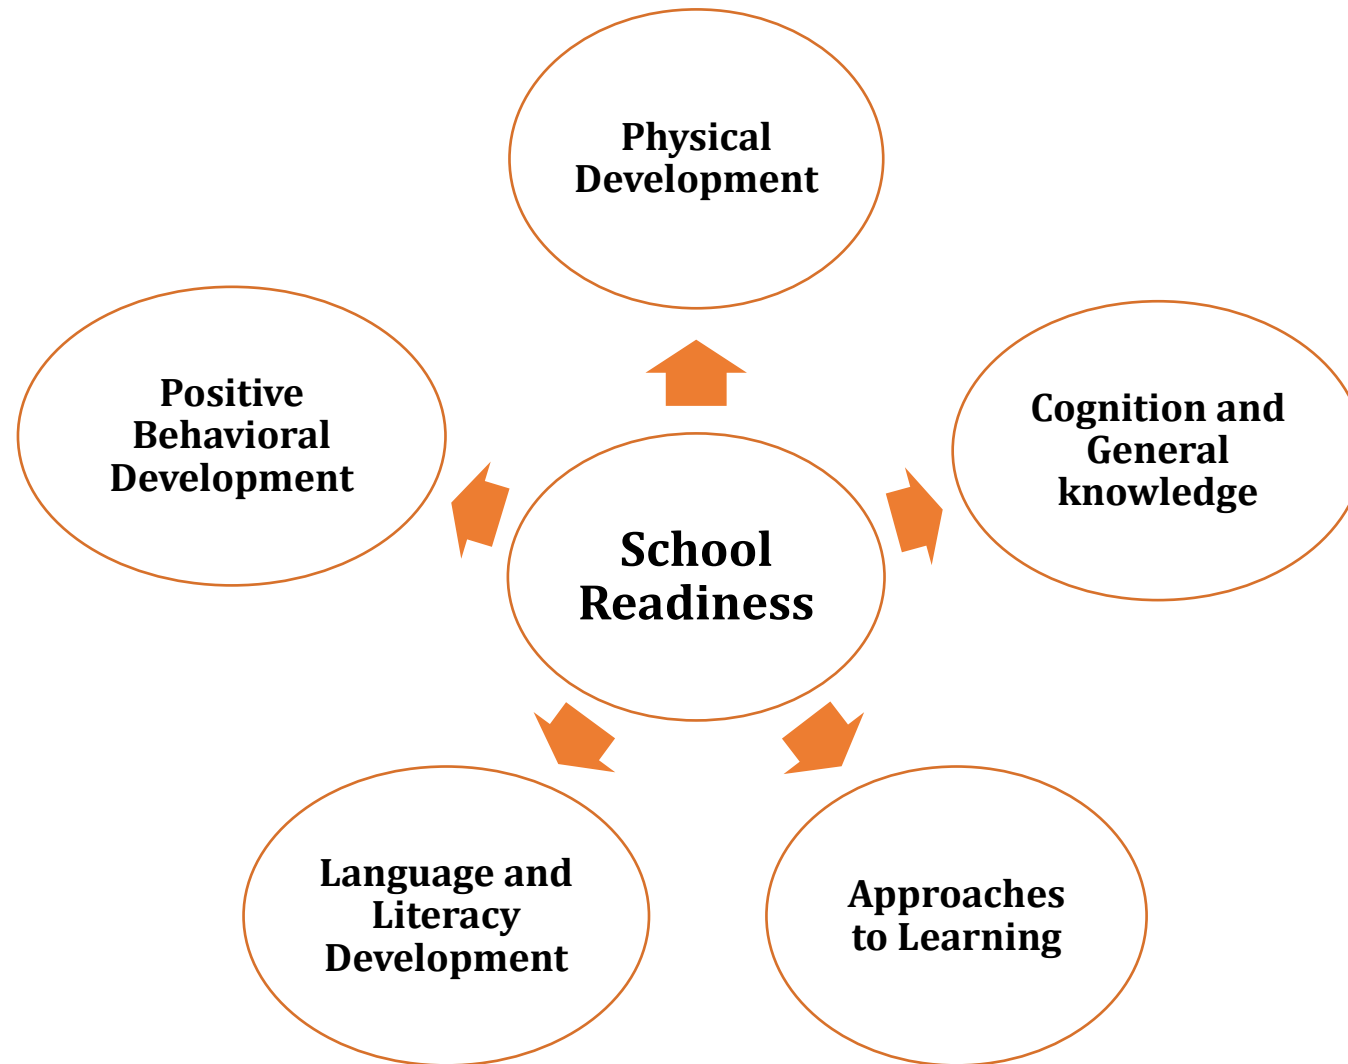 Physical
Development
Positive
Behavioral
Development
Cognition and
General
knowledge
School
Readiness
Language and
Literacy
Development
Approaches
to Learning